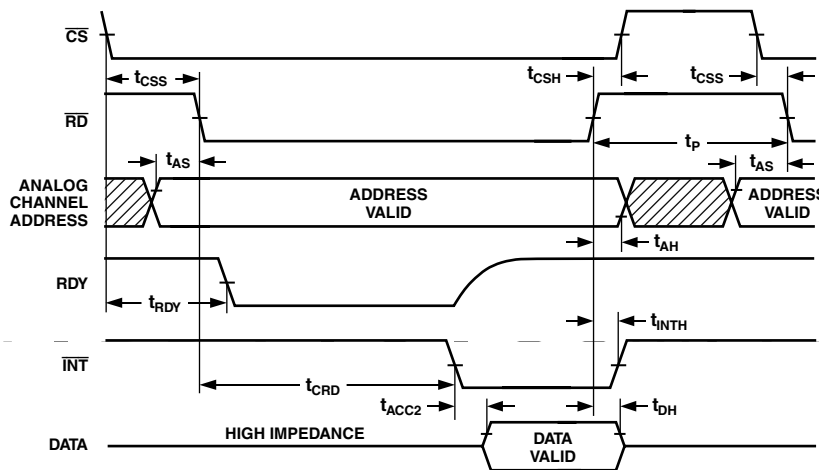 CS
tCSS
tCSH
tCSS
RD
tAS
tP
tAS
ANALOG
CHANNEL
ADDRESS
ADDRESS
VALID
ADDRESS
VALID
tAH
RDY
tRDY
tINTH
INT
tCRD
tACC2
tDH
DATA
HIGH IMPEDANCE
DATA
VALID